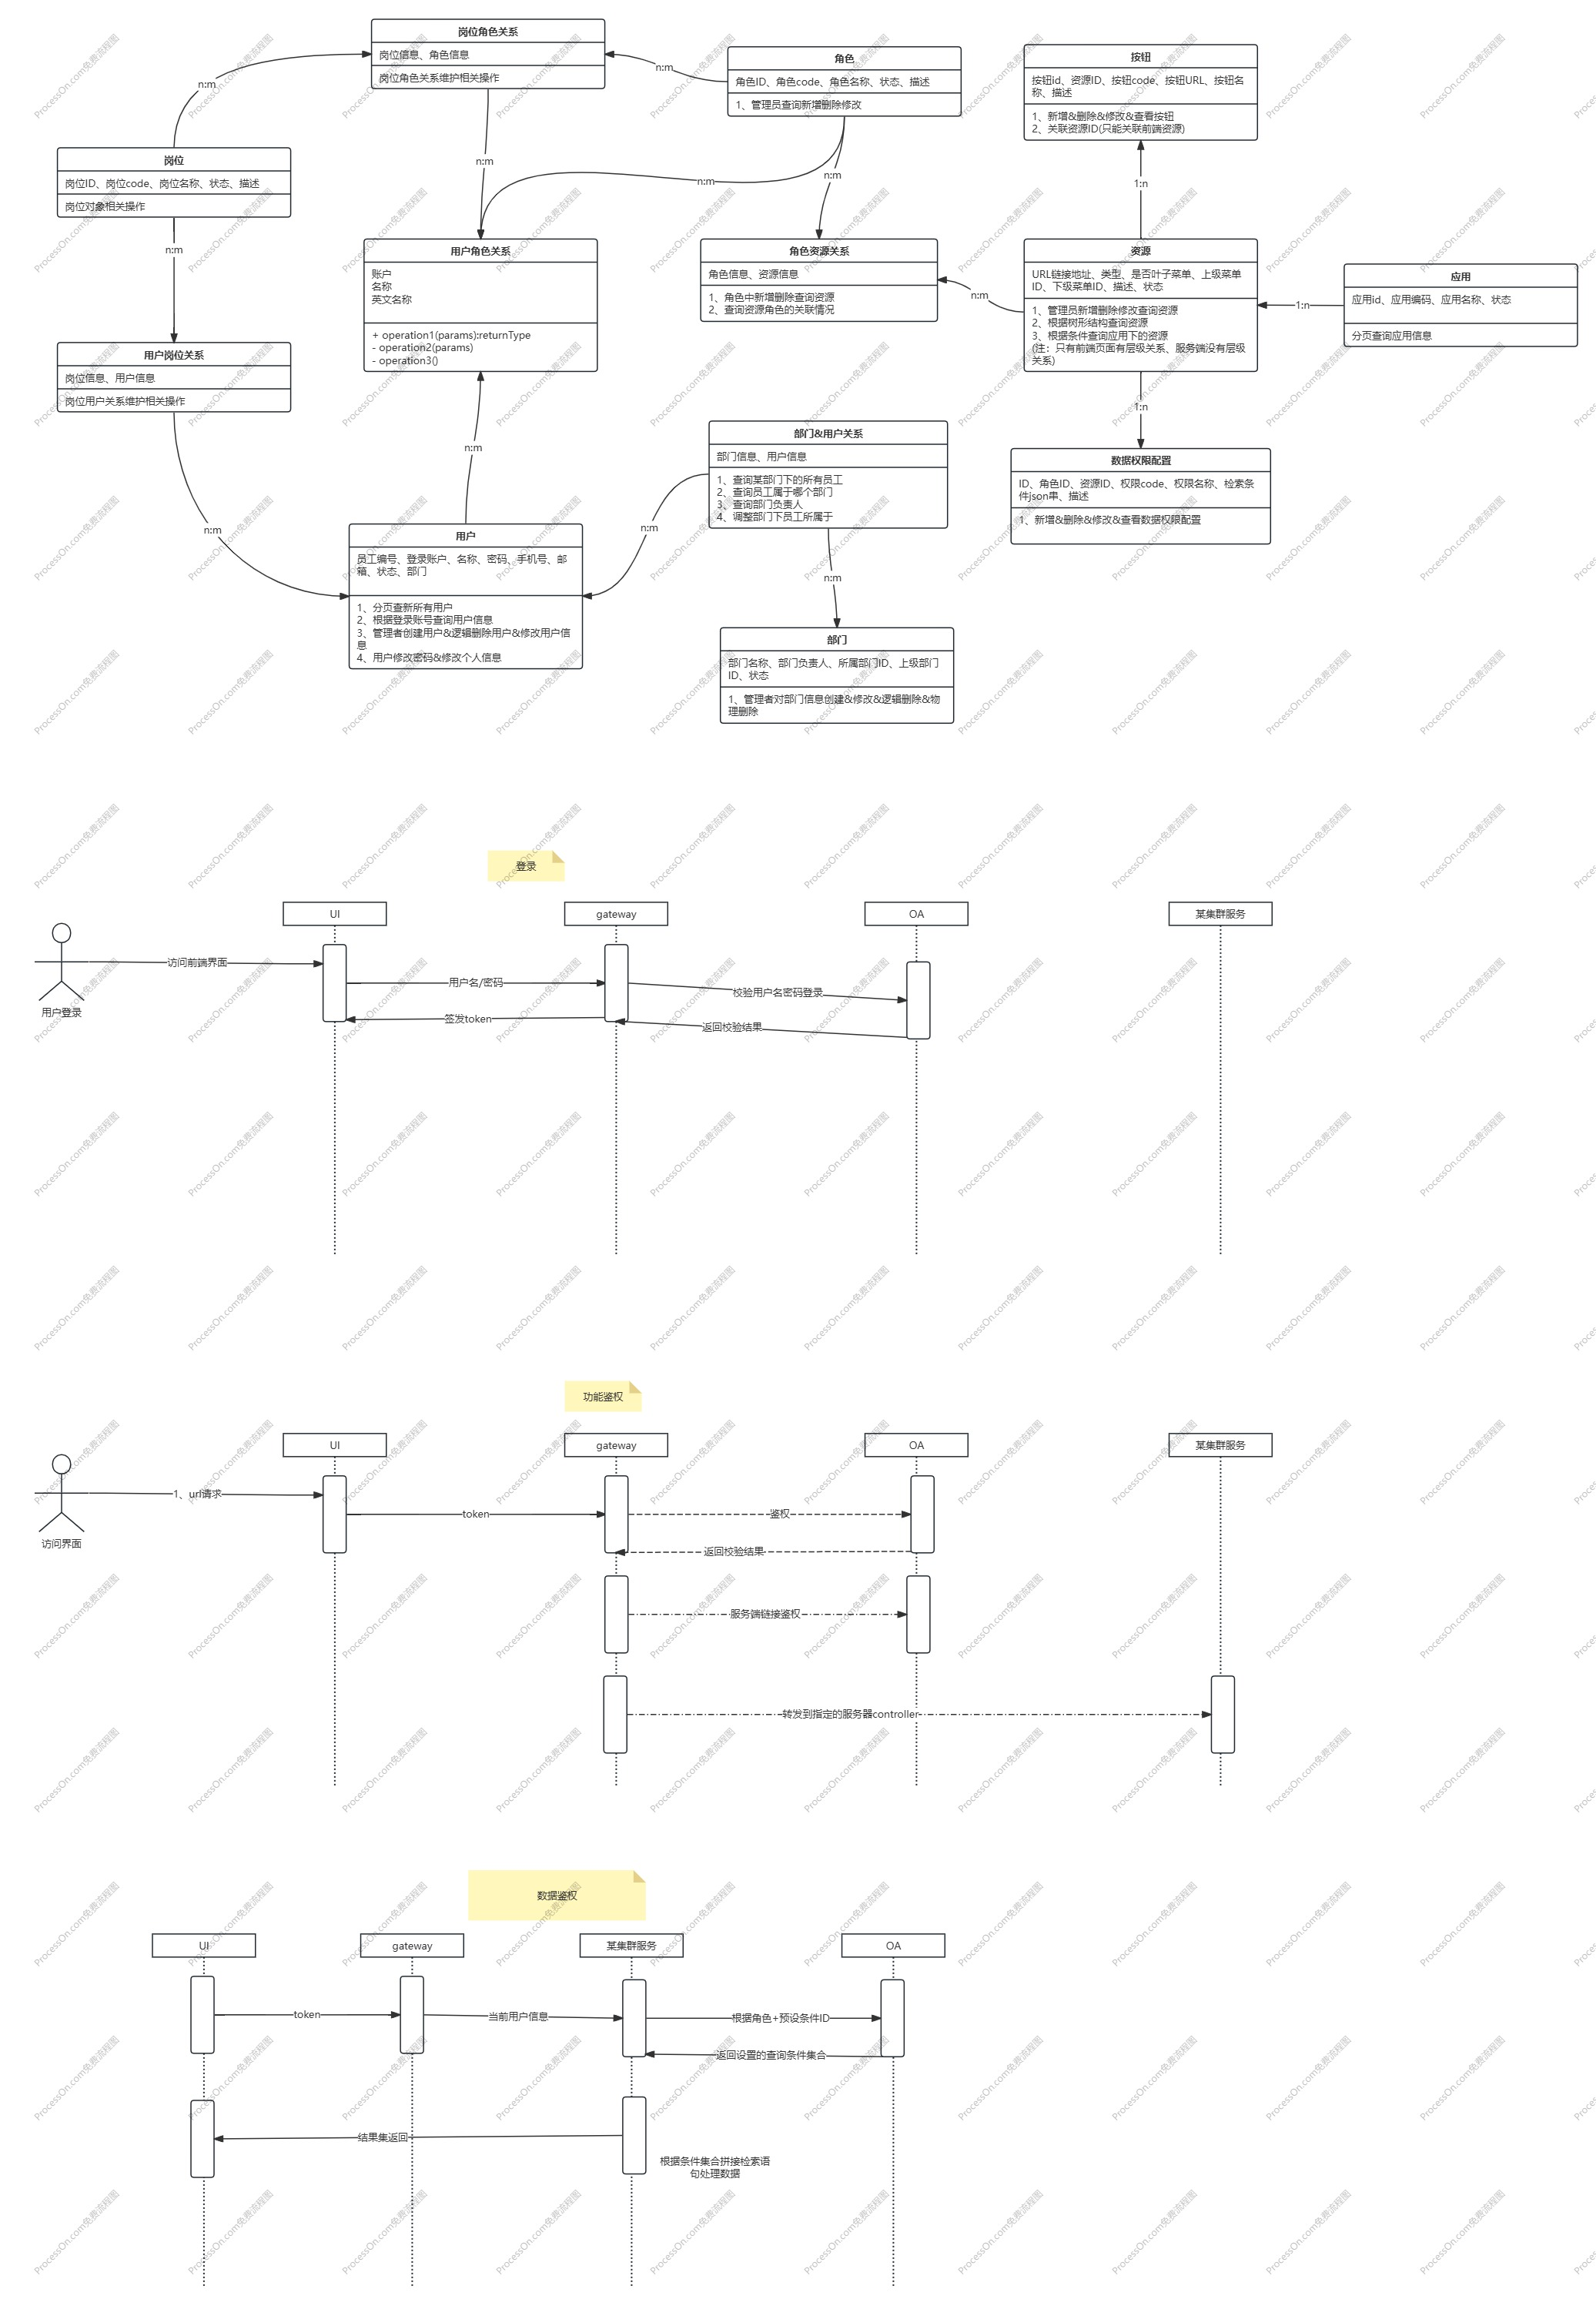 岗位角色关系
岗位信息、角色信息
岗位角色关系维护相关操作
角色
角色ID、角色code、角色名称、状态、描述
1、管理员查询新增删除修改
按钮
按钮id、资源ID、按钮code、按钮URL、按钮名
称、描述
1、新增&删除&修改&查看按钮
2、关联资源ID(只能关联前端资源)
n:m
n:m
岗位
岗位ID、岗位code、岗位名称、状态、描述
岗位对象相关操作
n:m
n:m
n:m
1:n
n:m
用户角色关系
账户
名称
英文名称
+ operation1(params):returnType
- operation2(params)
- operation3()
角色资源关系
角色信息、资源信息
1、角色中新增删除查询资源
2、查询资源角色的关联情况
n:m
资源
URL链接地址、类型、是否叶子菜单、上级菜单
ID、下级菜单ID、描述、状态
1、管理员新增删除修改查询资源
2、根据树形结构查询资源
3、根据条件查询应用下的资源
(注：只有前端页面有层级关系、服务端没有层级
关系)
1:n
应用
应用id、应用编码、应用名称、状态
分页查询应用信息
用户岗位关系
岗位信息、用户信息
岗位用户关系维护相关操作
1:n
n:m
部门&用户关系
部门信息、用户信息
1、查询某部门下的所有员工
2、查询员工属于哪个部门
3、查询部门负责人
4、调整部门下员工所属于
数据权限配置
ID、角色ID、资源ID、权限code、权限名称、检索条
件json串、描述
1、新增&删除&修改&查看数据权限配置
n:m
n:m
用户
员工编号、登录账户、名称、密码、手机号、邮
箱、状态、部门
1、分页查新所有用户
2、根据登录账号查询用户信息
3、管理者创建用户&逻辑删除用户&修改用户信
息
4、用户修改密码&修改个人信息
n:m
部门
部门名称、部门负责人、所属部门ID、上级部门
ID、状态
1、管理者对部门信息创建&修改&逻辑删除&物
理删除
登录
UI
gateway
OA
某集群服务
用户登录
访问前端界面
用户名/密码
校验用户名密码登录
签发token
返回校验结果
功能鉴权
UI
gateway
OA
某集群服务
访问界面
1、url请求
token
鉴权
返回校验结果
服务端链接鉴权
转发到指定的服务器controller
数据鉴权
UI
gateway
某集群服务
OA
token
当前用户信息
根据角色+预设条件ID
返回设置的查询条件集合
结果集返回
根据条件集合拼接检索语
句处理数据
ProcessOn.com免费流程图